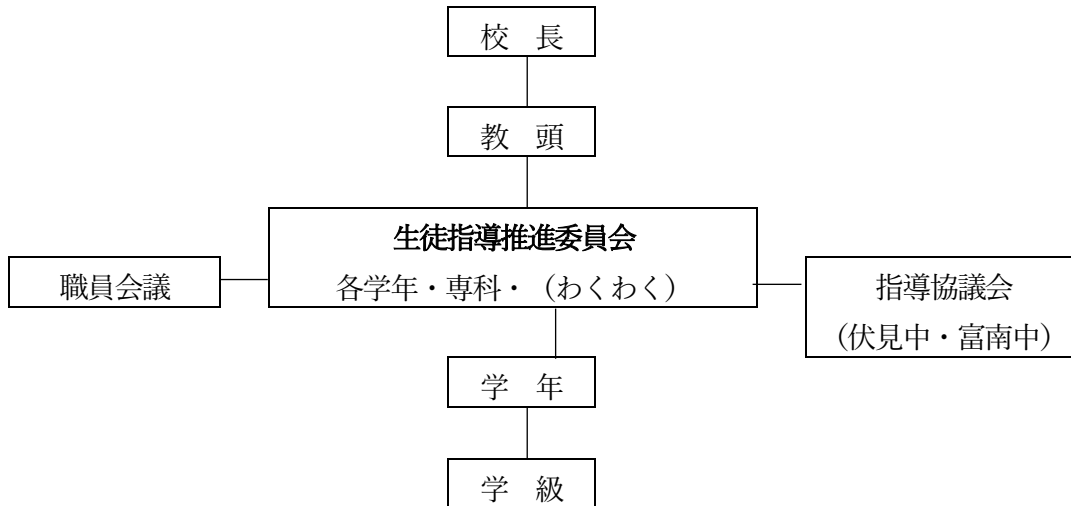 校　長
教　頭
生徒指導推進委員会
各学年・専科・（わくわく）
職員会議
指導協議会
（伏見中・富南中）
学　年
学　級